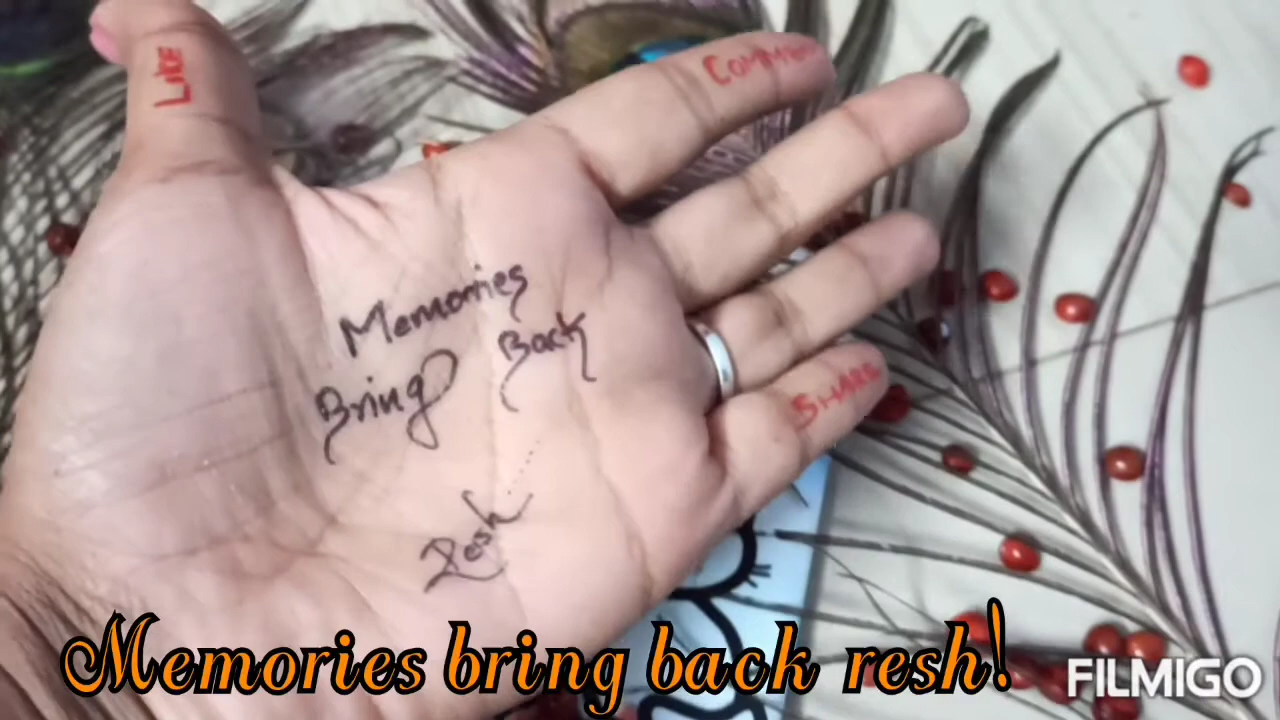 LIKE
COMMENT
SHARE
Memories
Bring Back
Resh
Memories bring back resh!
FILMIGO